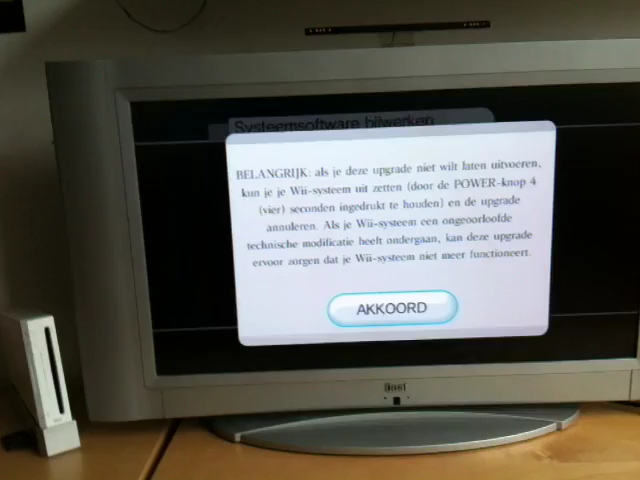 Systeemsoftware bijwerken
BELANGRIJK: als je deze upgrade niet wilt laten uitvoeren,
kun je je Wii-systeem uit zetten (door de POWER-knop 4
(vier) seconden ingedrukt te houden) en de upgrade
annuleren. Als je Wii-systeem een ongeoorloofde
technische modificatie heeft ondergaan, kan deze upgrade
ervoor zorgen dat je Wii-systeem niet meer functioneert.
AKKOORD